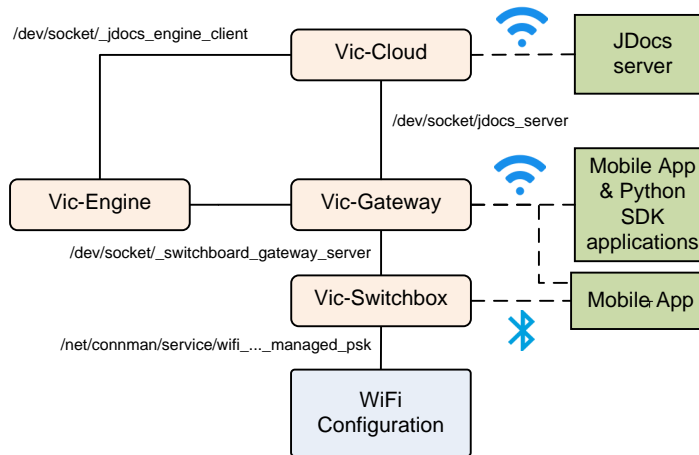 /dev/socket/_jdocs_engine_client
Vic-Cloud
JDocs
server
/dev/socket/jdocs_server
Vic-Engine
Vic-Gateway
Mobile App
& Python
SDK
applications
/dev/socket/_switchboard_gateway_server
Vic-Switchbox
Mobile App
/net/connman/service/wifi_..._managed_psk
WiFi
Configuration